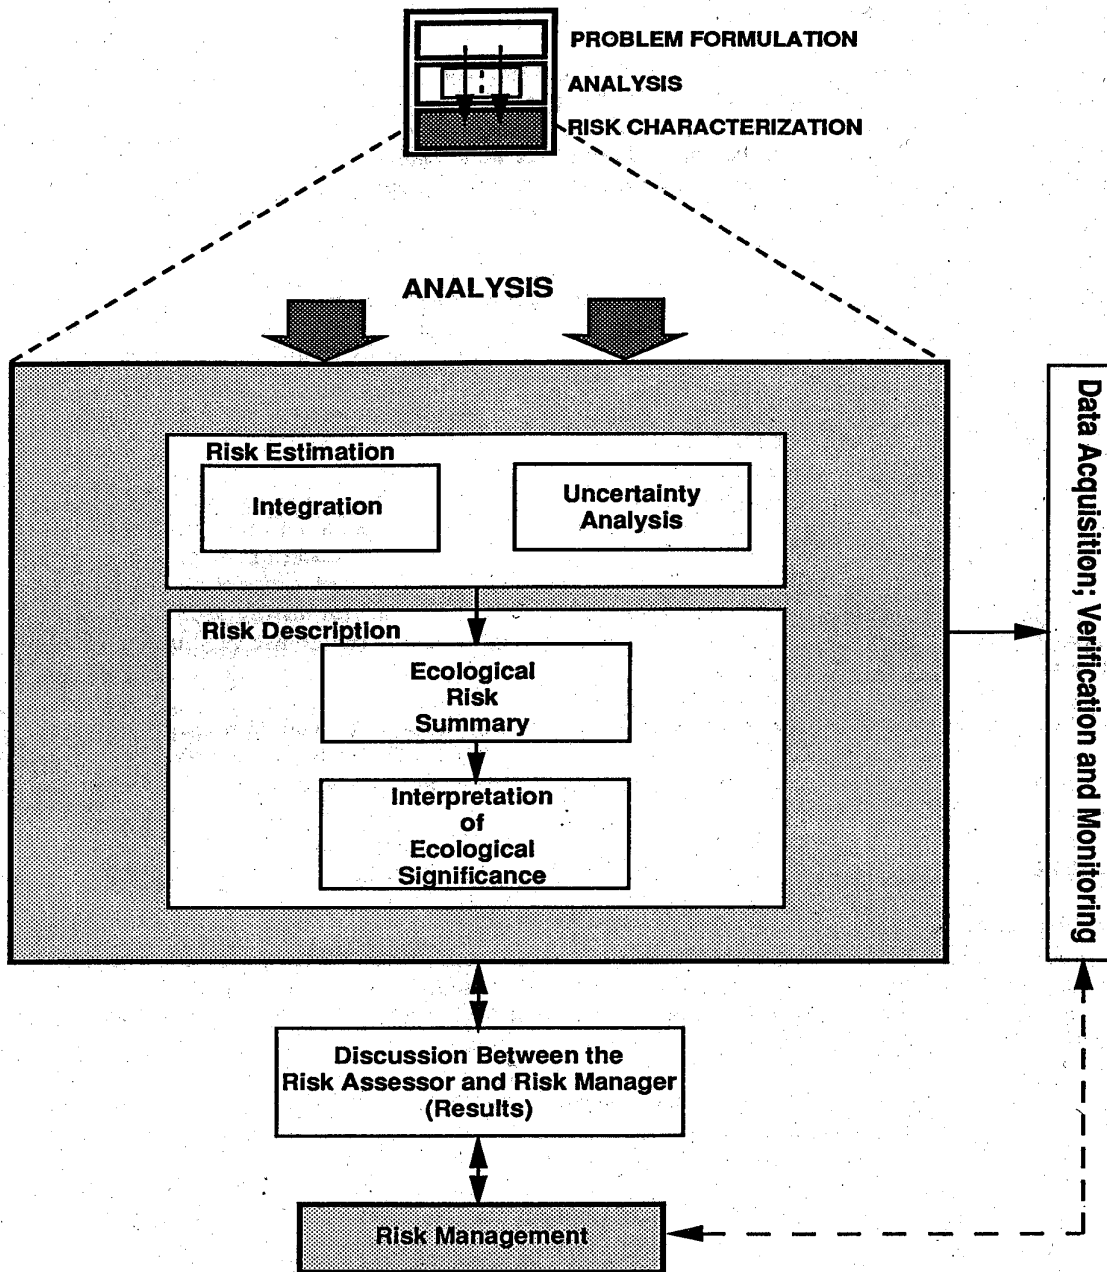 PROBLEM FORMULATION
ANALYSIS
RISK CHARACTERIZATION
ANALYSIS
Risk Estimation
Integration
Uncertainty
Analysis
Risk Description
Ecological
Risk
Summary
Interpretation
of
Ecological
Significance
Data Acquisition; Verification and Monitoring
Discussion Between the
Risk Assessor and Risk Manager
(Results)
Risk Management